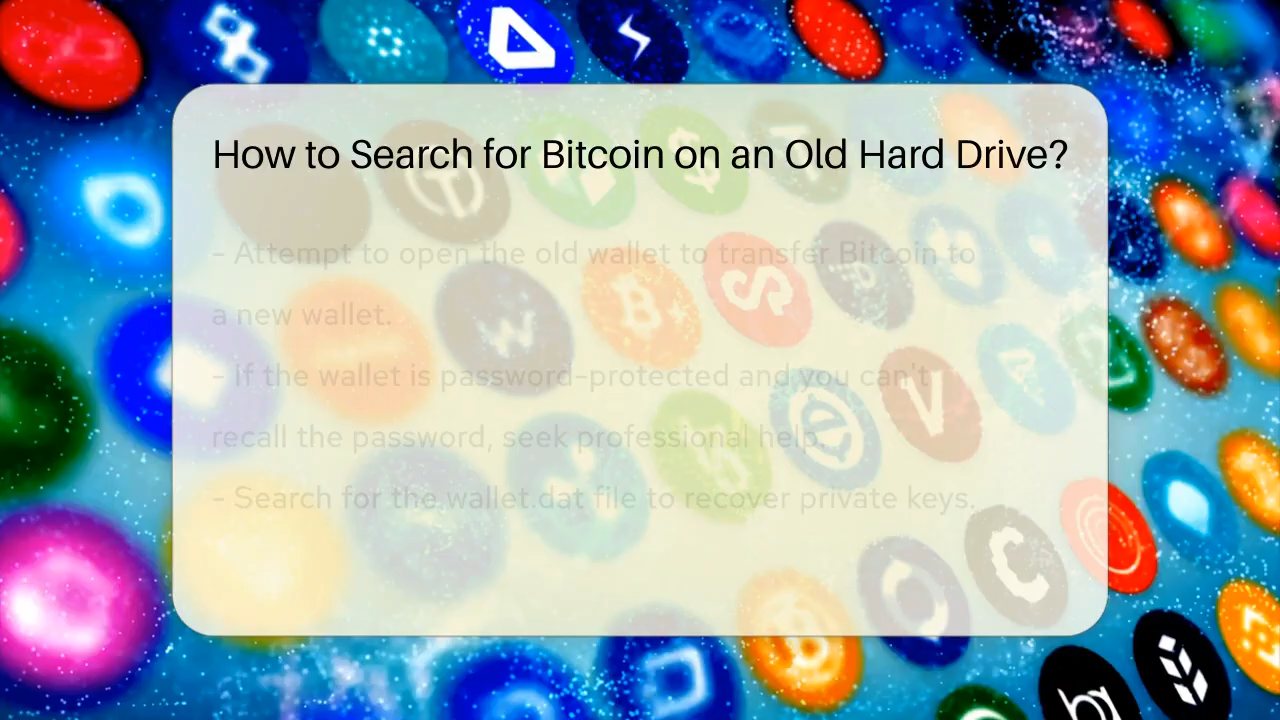 How to Search for Bitcoin on an Old Hard Drive?
– Attempt to open the old wallet to transfer Bitcoin to
a new wallet.
– If the wallet is password-protected and you can't
recall the password, seek professional help.
– Search for the wallet.dat file to recover private keys.